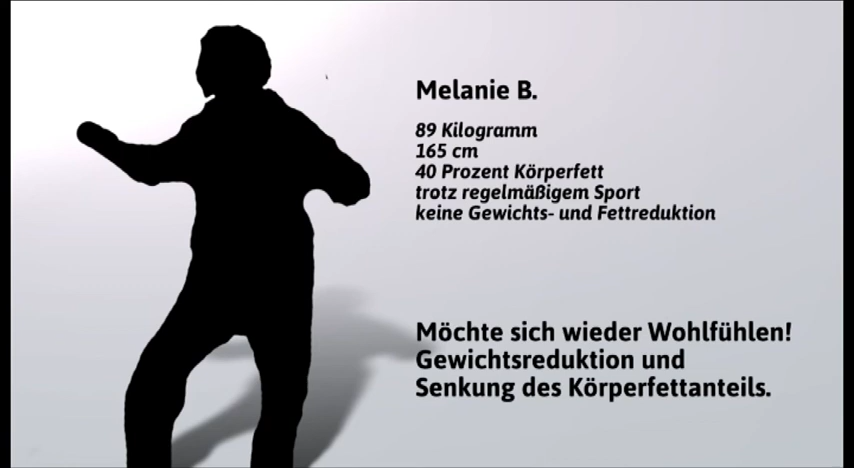 Melanie B.
89 Kilogramm
165 cm
40 Prozent Körperfett
trotz regelmäßigem Sport
keine Gewichts- und Fettreduktion
Möchte sich wieder Wohlfühlen!
Gewichtsreduktion und
Senkung des Körperfettanteils.